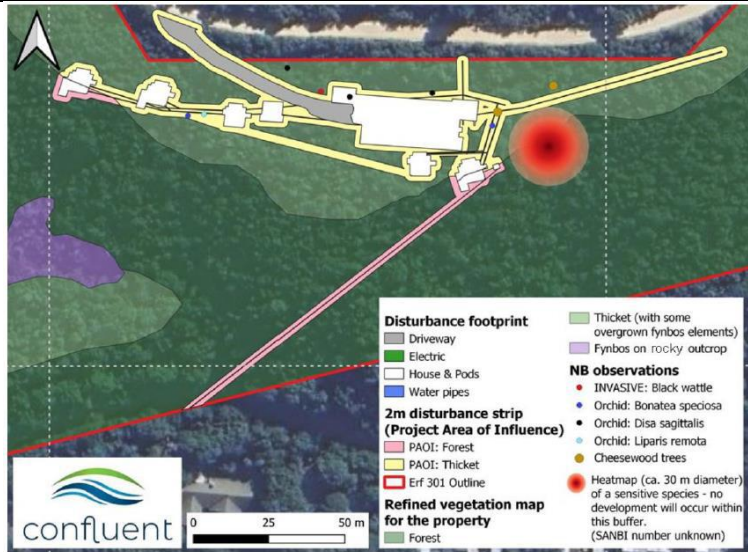 Disturbance footprint
Driveway
Electric
House & Pods
Water pipes
2m disturbance strip
(Project Area of Influence)
PAOI: Forest
PAOI: Thicket
Erf 301 Outline
Refined vegetation map
for the property
Forest
Thicket (with some
overgrown fynbos elements)
Fynbos on rocky outcrop
NB observations
INVASIVE: Black wattle
Orchid: Bonatea speciosa
Orchid: Disa sagittalis
Orchid: Liparis remota
Cheesewood trees
Heatmap (ca. 30 m diameter)
of a sensitive species - no
development will occur within
this buffer.
(SANBI number unknown)
confluent
0 25 50 m